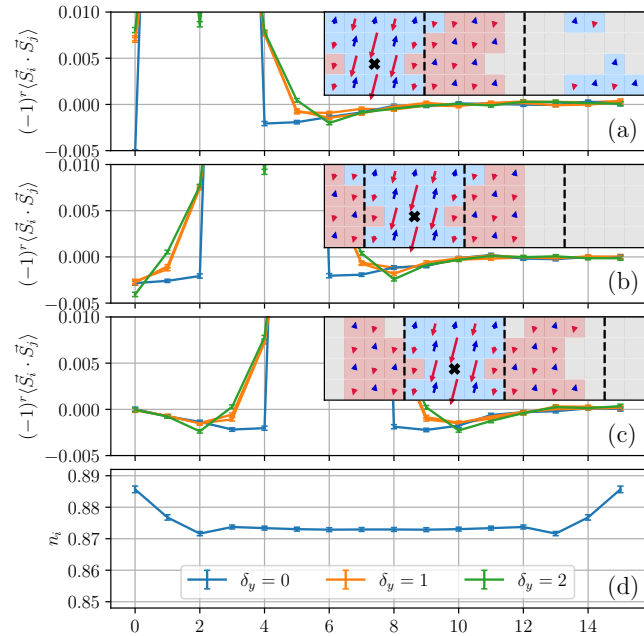 0.010
0.005
0.000
−0.005
(−1)^r⟨S⃗_i · S⃗_j⟩
(a)
0.010
0.005
0.000
−0.005
(−1)^r⟨S⃗_i · S⃗_j⟩
(b)
0.010
0.005
0.000
−0.005
(−1)^r⟨S⃗_i · S⃗_j⟩
(c)
0.89
0.88
0.87
0.86
0.85
n_i
δ_y = 0
δ_y = 1
δ_y = 2
(d)
0 2 4 6 8 10 12 14